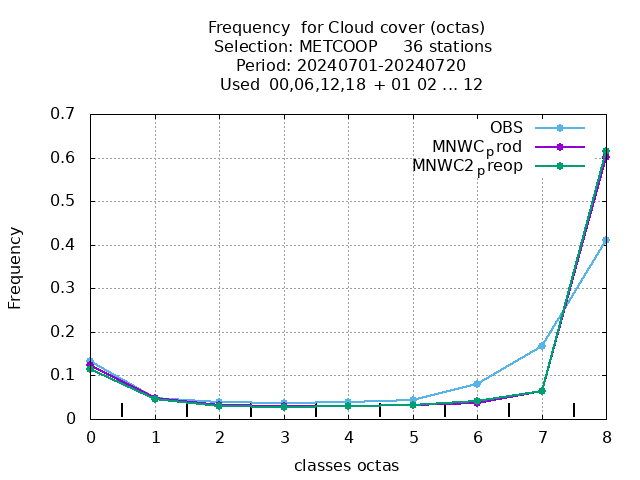 Frequency  for Cloud cover (octas)
Selection: METCOOP     36 stations
Period: 20240701-20240720
Used  00,06,12,18  + 01 02 ... 12
0.7
0.6
0.5
0.4
0.3
0.2
0.1
0
Frequency
OBS
MNWCprod
MNWC2preop
0 1 2 3 4 5 6 7 8
classes octas